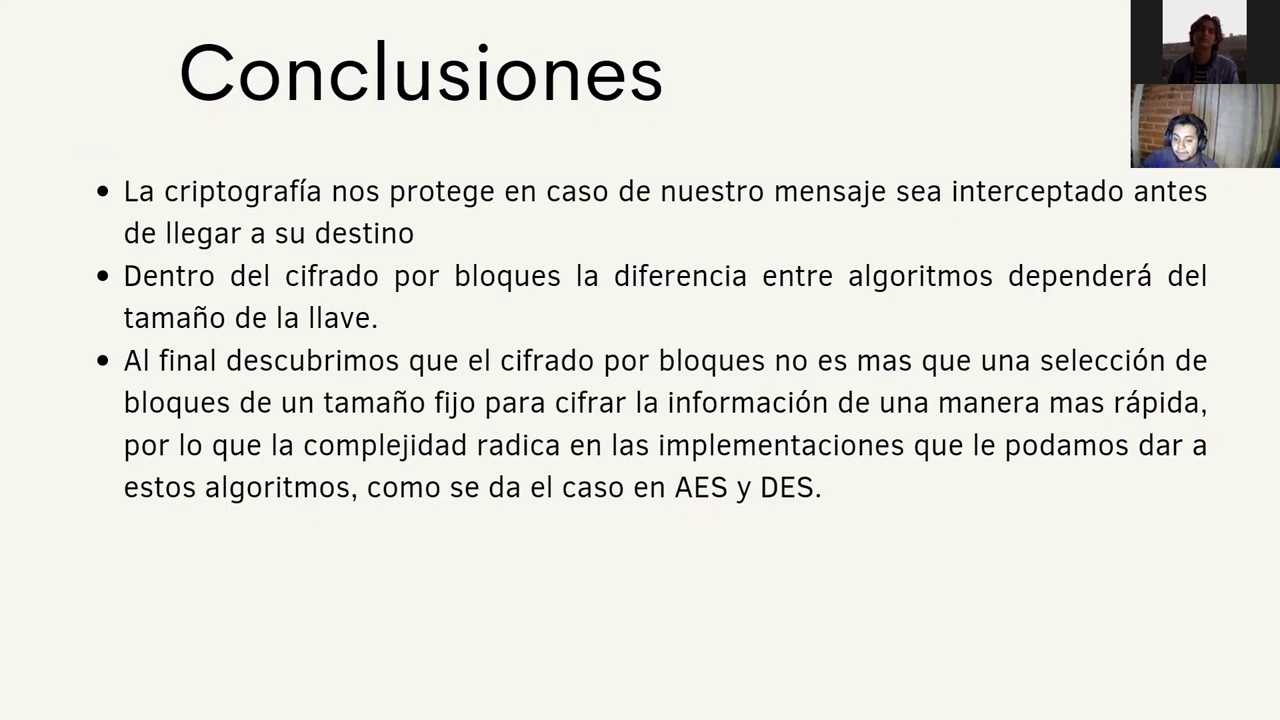 Conclusiones
La criptografía nos protege en caso de nuestro mensaje sea interceptado antes
de llegar a su destino
Dentro del cifrado por bloques la diferencia entre algoritmos dependerá del
tamaño de la llave.
Al final descubrimos que el cifrado por bloques no es mas que una selección de
bloques de un tamaño fijo para cifrar la información de una manera mas rápida,
por lo que la complejidad radica en las implementaciones que le podamos dar a
estos algoritmos, como se da el caso en AES y DES.